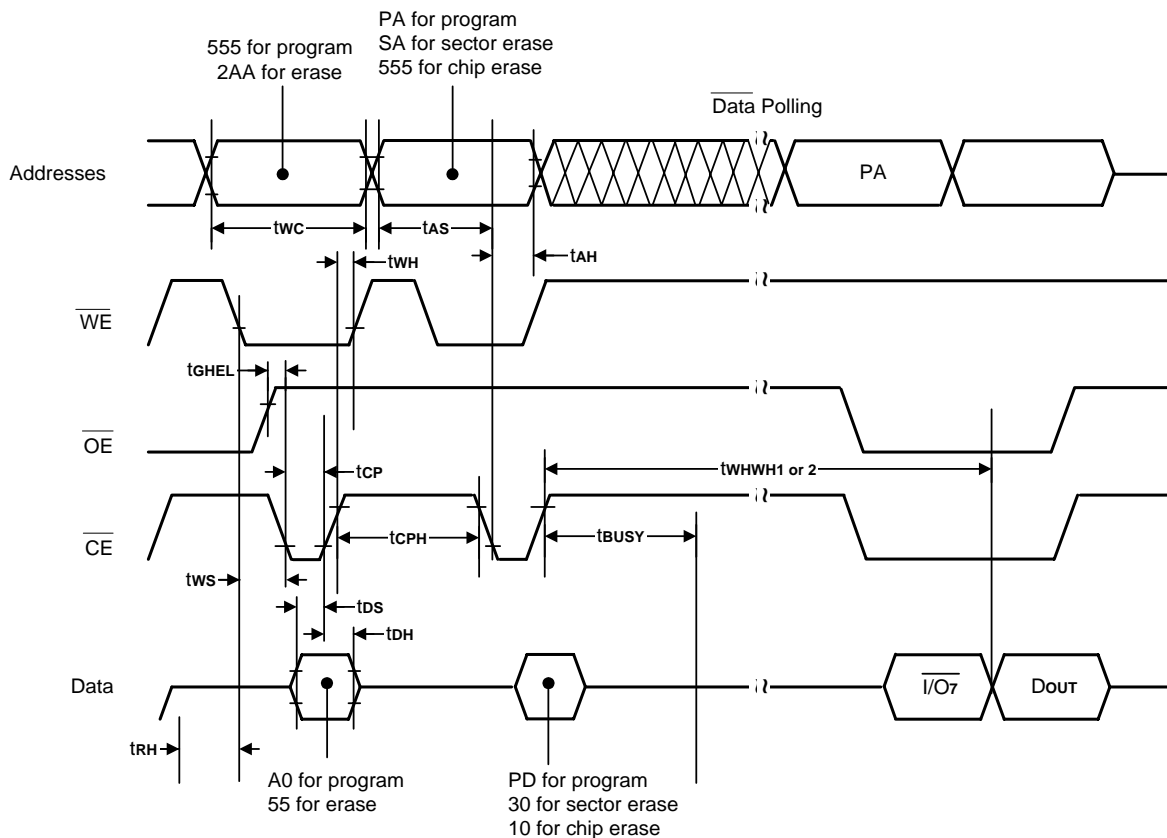 555 for program
2AA for erase
PA for program
SA for sector erase
555 for chip erase
Data Polling
Addresses
PA
tWC
tAS
tWH
tAH
WE
tGHEL
OE
tCP
tWHWH1 or 2
CE
tCPH
tBUSY
tWS
tDS
tDH
Data
I/O7
DOUT
tRH
A0 for program
55 for erase
PD for program
30 for sector erase
10 for chip erase